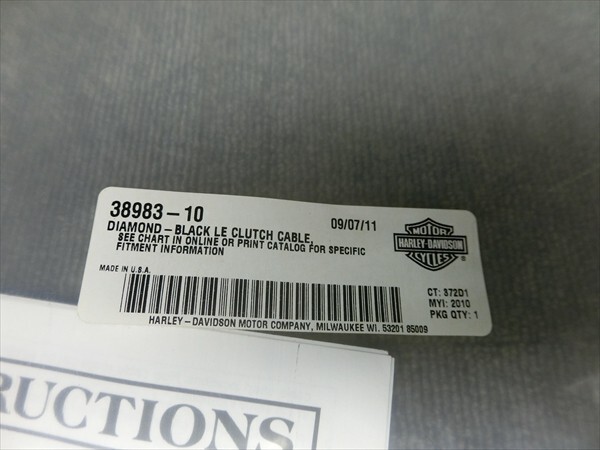 38983-10
09/07/11
DIAMOND-BLACK LE CLUTCH CABLE,
SEE CHART IN ONLINE OR PRINT CATALOG FOR SPECIFIC
FITMENT INFORMATION
MADE IN U.S.A.
MOTOR
HARLEY-DAVIDSON
CYCLES
CT: 372D1
MYI: 2010
PKG QTY: 1
HARLEY-DAVIDSON MOTOR COMPANY, MILWAUKEE WI. 53201 85009
RUCTIONS